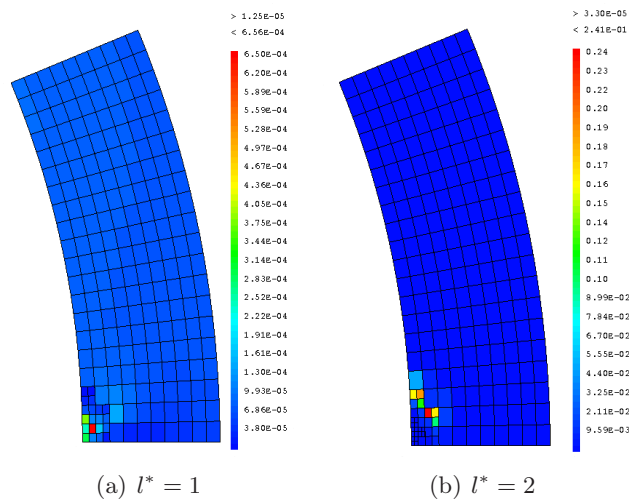 > 1.25E-05
< 6.56E-04
6.50E-04
6.20E-04
5.89E-04
5.59E-04
5.28E-04
4.97E-04
4.67E-04
4.36E-04
4.05E-04
3.75E-04
3.44E-04
3.14E-04
2.83E-04
2.52E-04
2.22E-04
1.91E-04
1.61E-04
1.30E-04
9.93E-05
6.86E-05
3.80E-05
(a) l* = 1
> 3.30E-05
< 2.41E-01
0.24
0.22
0.21
0.20
0.19
0.18
0.17
0.16
0.15
0.14
0.13
0.12
0.11
0.10
8.99E-02
7.84E-02
6.70E-02
5.55E-02
4.40E-02
3.25E-02
2.11E-02
9.59E-03
(b) l* = 2